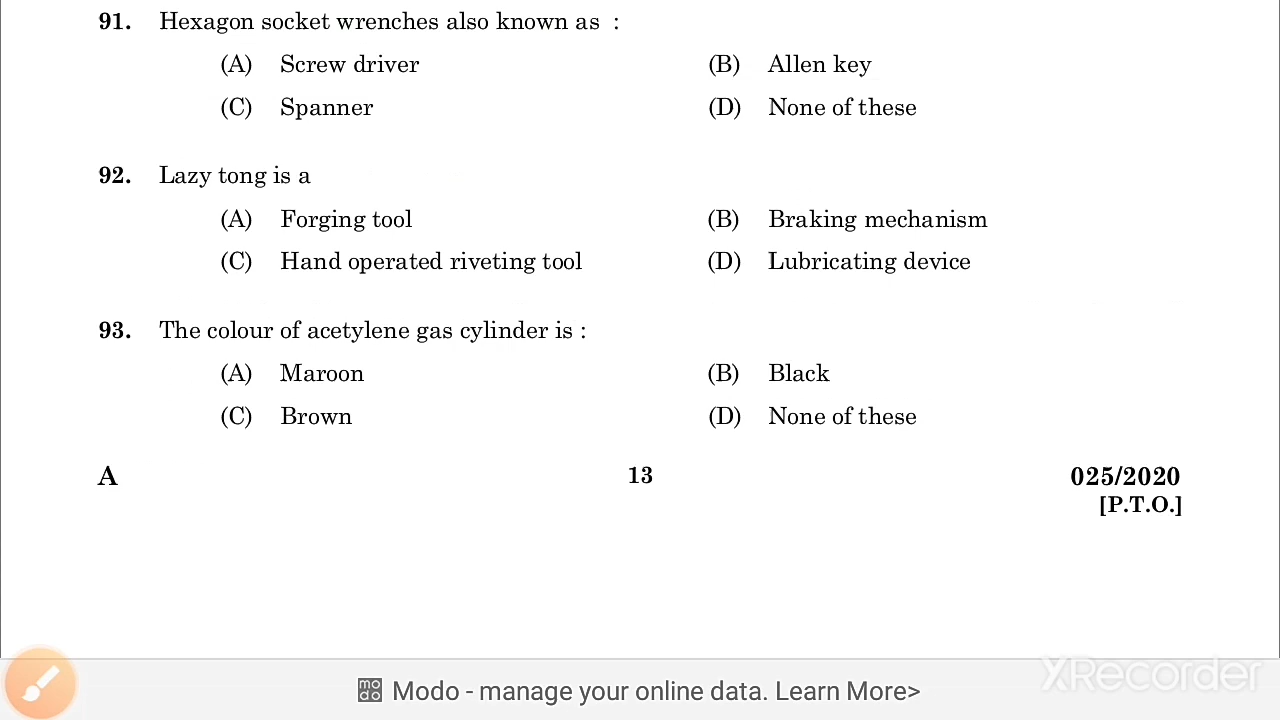 91. Hexagon socket wrenches also known as :
(A) Screw driver (B) Allen key
(C) Spanner (D) None of these
92. Lazy tong is a
(A) Forging tool (B) Braking mechanism
(C) Hand operated riveting tool (D) Lubricating device
93. The colour of acetylene gas cylinder is :
(A) Maroon (B) Black
(C) Brown (D) None of these
A 13 025/2020
[P.T.O.]
mo do Modo - manage your online data. Learn More>
XRecorder